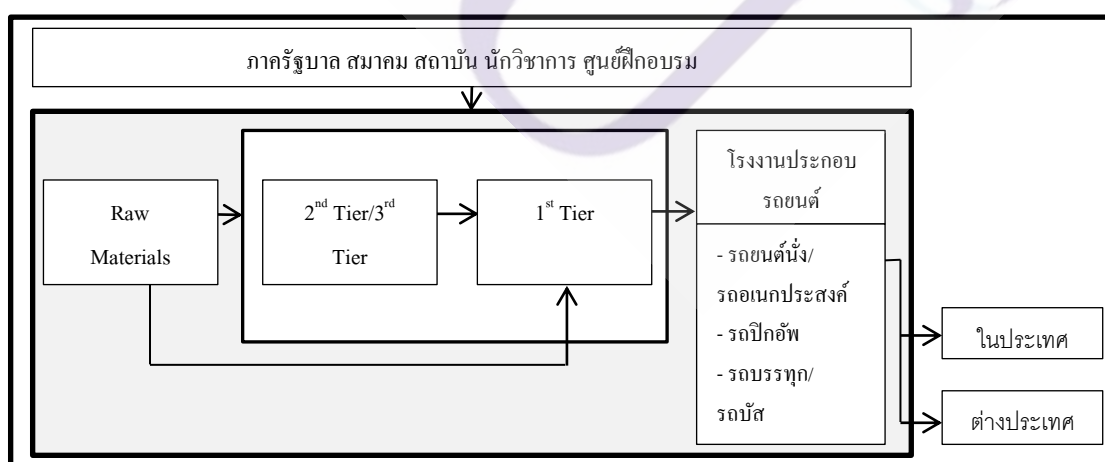 ภาครัฐบาล สมาคม สถาบัน นักวิชาการ ศูนย์ฝึกอบรม
Raw
Materials
2nd Tier/3rd
Tier
1st Tier
โรงงานประกอบ
รถยนต์
- รถยนต์นั่ง/
รถอเนกประสงค์
- รถปิกอัพ
- รถบรรทุก/
รถบัส
ในประเทศ
ต่างประเทศ